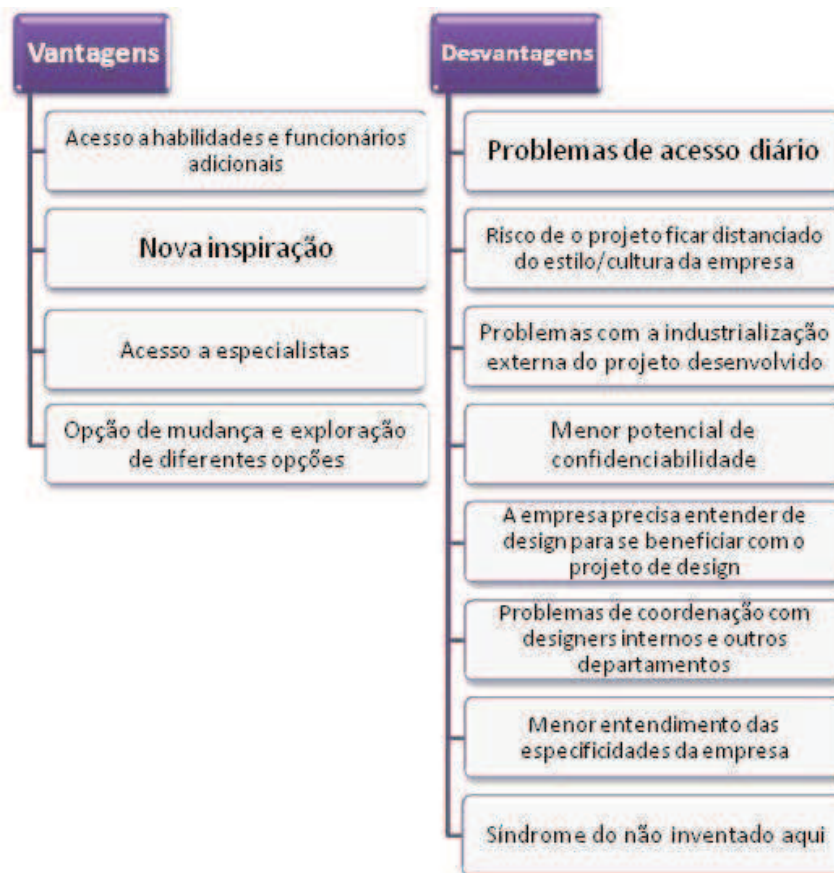 Vantagens
Acesso a habilidades e funcionários
adicionais
Nova inspiração
Acesso a especialistas
Opção de mudança e exploração
de diferentes opções
Desvantagens
Problemas de acesso diário
Risco de o projeto ficar distanciado
do estilo/cultura da empresa
Problemas com a industrialização
externa do projeto desenvolvido
Menor potencial de
confidenciabilidade
A empresa precisa entender de
design para se beneficiar com o
projeto de design
Problemas de coordenação com
designers internos e outros
departamentos
Menor entendimento das
especificidades da empresa
Síndrome do não inventado aqui